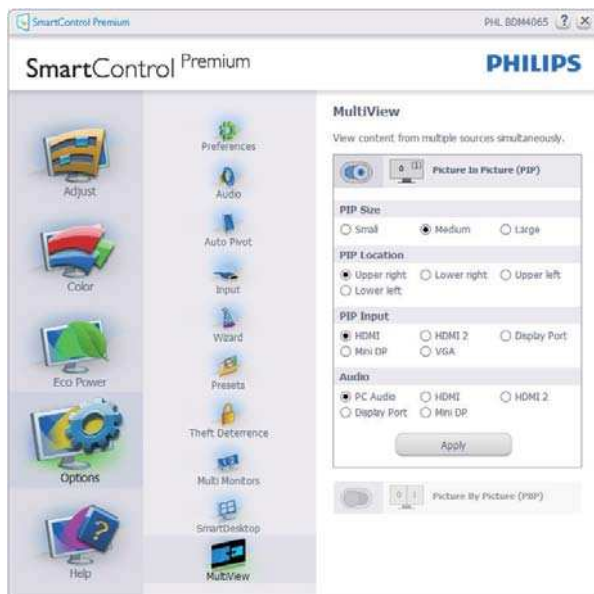 SmartControl Premium
PHL BDM4065 ? X
SmartControl Premium
PHILIPS
Adjust
Color
Eco Power
Options
Help
Preferences
Audio
Auto Pivot
Input
Wizard
Presets
Theft Deterrence
Multi Monitors
SmartDesktop
MultiView
MultiView
View content from multiple sources simultaneously.
0 [1] Picture In Picture (PIP)
PIP Size
Small Medium Large
PIP Location
Upper right Lower right Upper left
Lower left
PIP Input
HDMI HDMI 2 Display Port
Mini DP VGA
Audio
PC Audio HDMI HDMI 2
Display Port Mini DP
Apply
0 1 Picture By Picture (PBP)